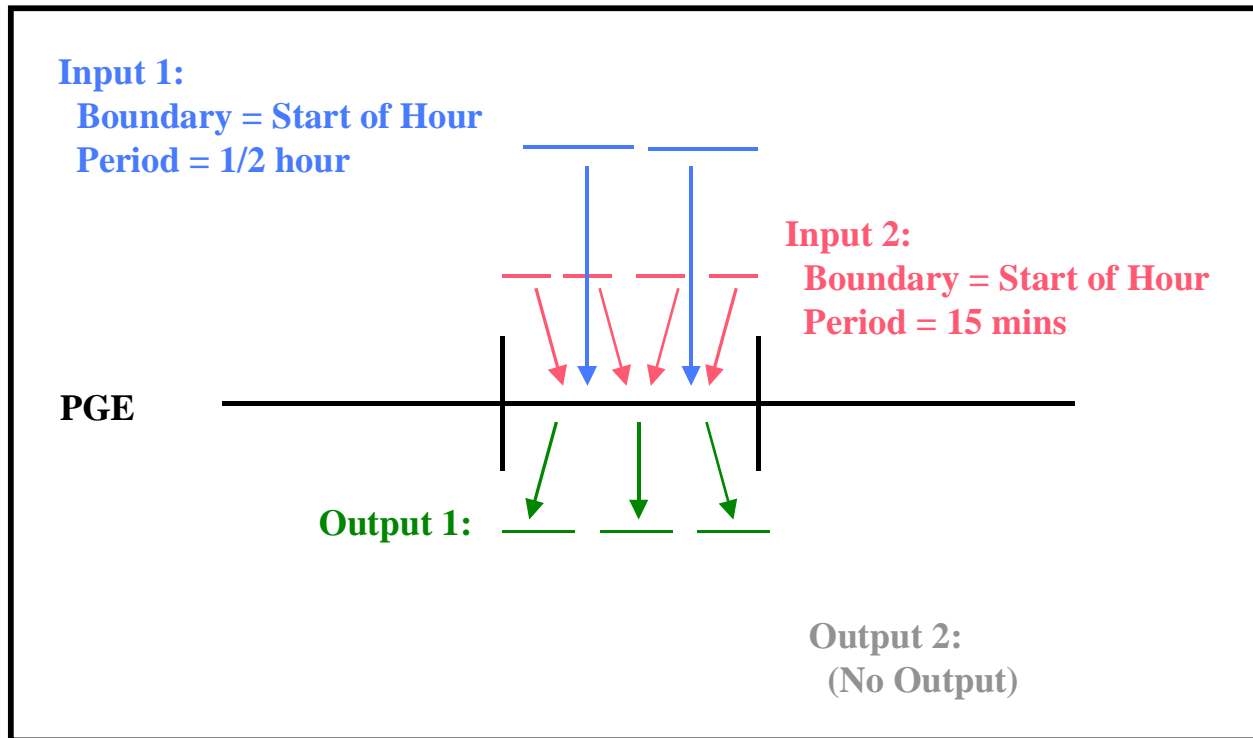 Input 1:
Boundary = Start of Hour
Period = 1/2 hour
Input 2:
Boundary = Start of Hour
Period = 15 mins
PGE
Output 1:
Output 2:
(No Output)